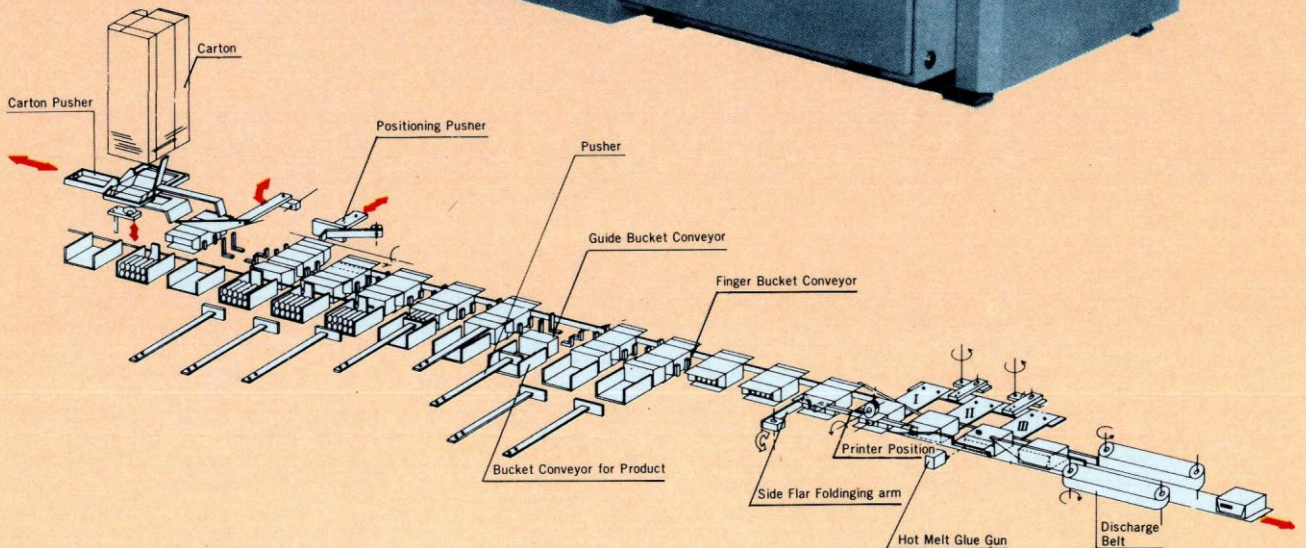 Carton
Carton Pusher
Positioning Pusher
Pusher
Guide Bucket Conveyor
Finger Bucket Conveyor
I
II
III
Printer Position
Bucket Conveyor for Product
Side Flar Foldinging arm
Hot Melt Glue Gun
Discharge
Belt